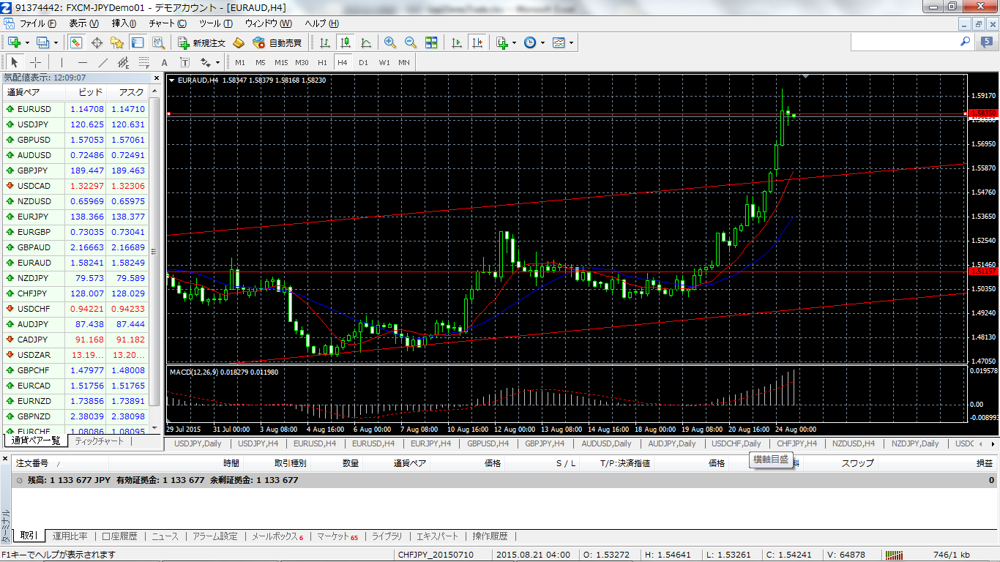 91374442: FXCM-JPYDemo01 - デモアカウント - [EURAUD,H4]
ファイル (F) 表示 (V) 挿入(I) チャート (C) ツール (T) ウィンドウ (W) ヘルプ (H)
新規注文 自動売買 5
A T M1 M5 M15 M30 H1 H4 D1 W1 MN
気配値表示: 12:09:07
通貨ペア ビッド アスク
EURUSD 1.14708 1.14710
USDJPY 120.625 120.631
GBPUSD 1.57053 1.57061
AUDUSD 0.72486 0.72491
GBPJPY 189.447 189.463
USDCAD 1.32297 1.32306
NZDUSD 0.65969 0.65975
EURJPY 138.366 138.377
EURGBP 0.73035 0.73041
GBPAUD 2.16663 2.16689
EURAUD 1.58241 1.58249
NZDJPY 79.573 79.589
CHFJPY 128.007 128.029
USDCHF 0.94221 0.94233
AUDJPY 87.438 87.444
CADJPY 91.168 91.182
USDZAR 13.19... 13.20...
GBPCHF 1.47977 1.48008
EURCAD 1.51756 1.51765
EURNZD 1.73856 1.73891
GBPNZD 2.38039 2.38098
EURCHF 1.08086 1.08095
通貨ペア一覧 ティックチャート
EURAUD,H4 1.58347 1.58379 1.58168 1.58230
1.59170
1.58350
1.56950
1.55870
1.54760
1.53650
1.52540
1.51460
1.51157
1.50350
1.49240
1.48130
1.47050
MACD(12,26,9) 0.018279 0.011980
0.019578
0.00
-0.008993
29 Jul 2015 31 Jul 00:00 3 Aug 08:00 4 Aug 16:00 6 Aug 00:00 7 Aug 08:00 10 Aug 16:00 12 Aug 00:00 13 Aug 08:00 14 Aug 16:00 18 Aug 00:00 19 Aug 08:00 20 Aug 16:00 24 Aug 00:00
USDJPY,Daily USDJPY,H4 EURUSD,H4 EURUSD,H4 EURJPY,H4 GBPUSD,H4 GBPJPY,H4 AUDUSD,Daily AUDJPY,Daily USDCHF,Daily CHFJPY,H4 NZDUSD,H4 NZDJPY,Daily USDC
横軸目盛
注文番号 / 時間 取引種別 数量 通貨ペア 価格 S / L T/P:決済指値 価格 料 スワップ 損益
残高: 1 133 677 JPY 有効証拠金: 1 133 677 余剰証拠金: 1 133 677 0
ターミナル
取引 運用比率 口座履歴 ニュース アラーム設定 メールボックス 6 マーケット 65 ライブラリ エキスパート 操作履歴
F1キーでヘルプが表示されます CHFJPY_20150710 2015.08.21 04:00 O: 1.53272 H: 1.54641 L: 1.53261 C: 1.54241 V: 64878 746/1 kb